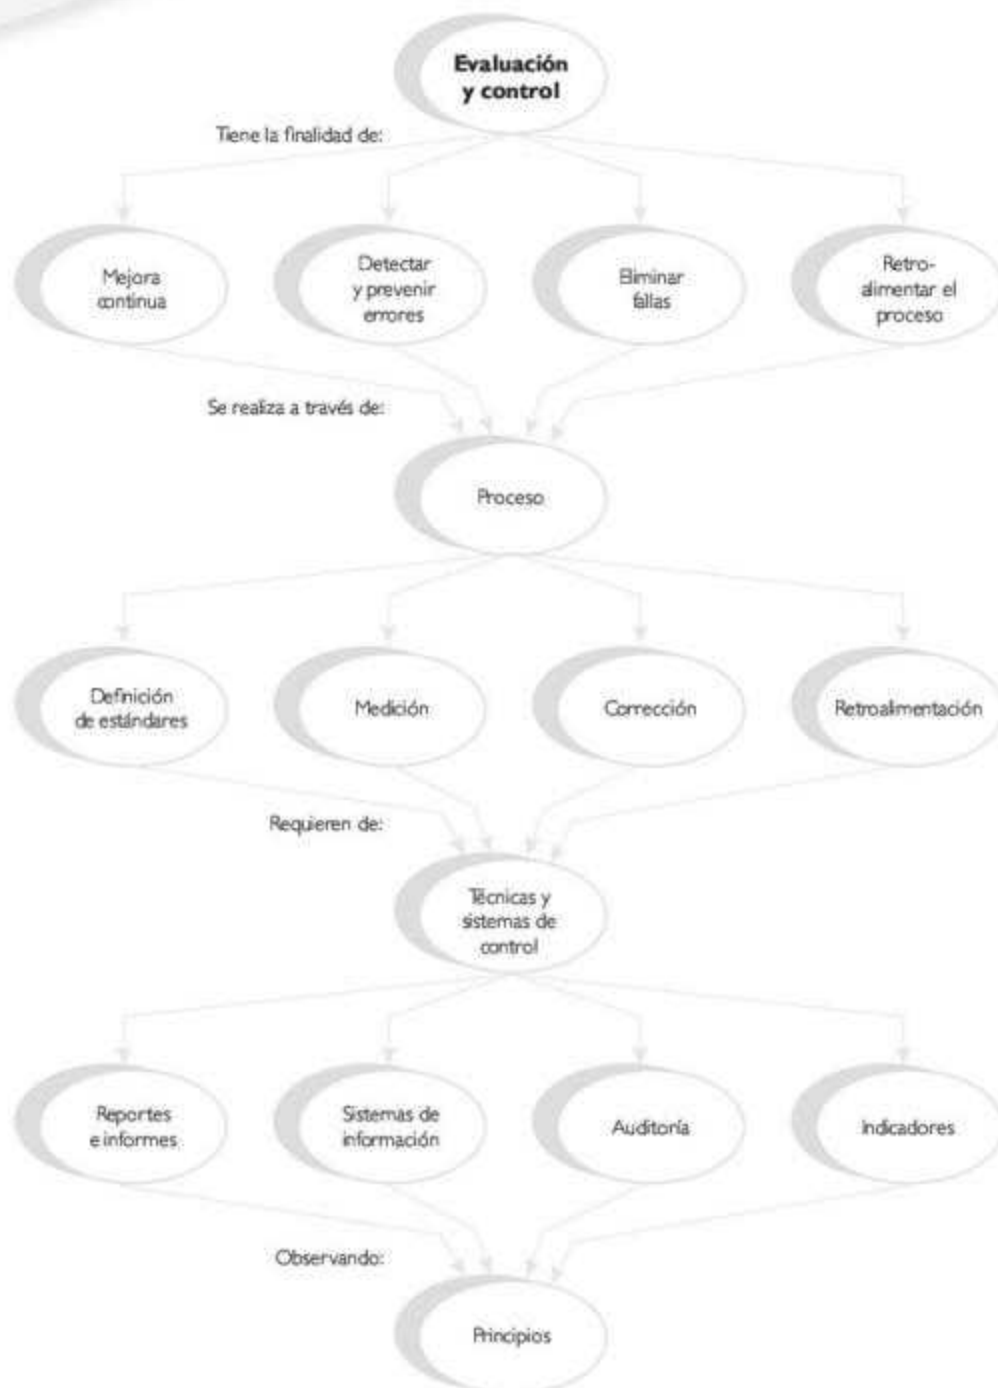 Evaluación
y control
Tiene la finalidad de:
Mejora
continua
Detectar
y prevenir
errores
Eliminar
fallas
Retro-
alimentar el
proceso
Se realiza a través de:
Proceso
Definición
de estándares
Medición
Corrección
Retroalimentación
Requieren de:
Técnicas y
sistemas de
control
Reportes
e informes
Sistemas de
información
Auditoría
Indicadores
Observando:
Principios